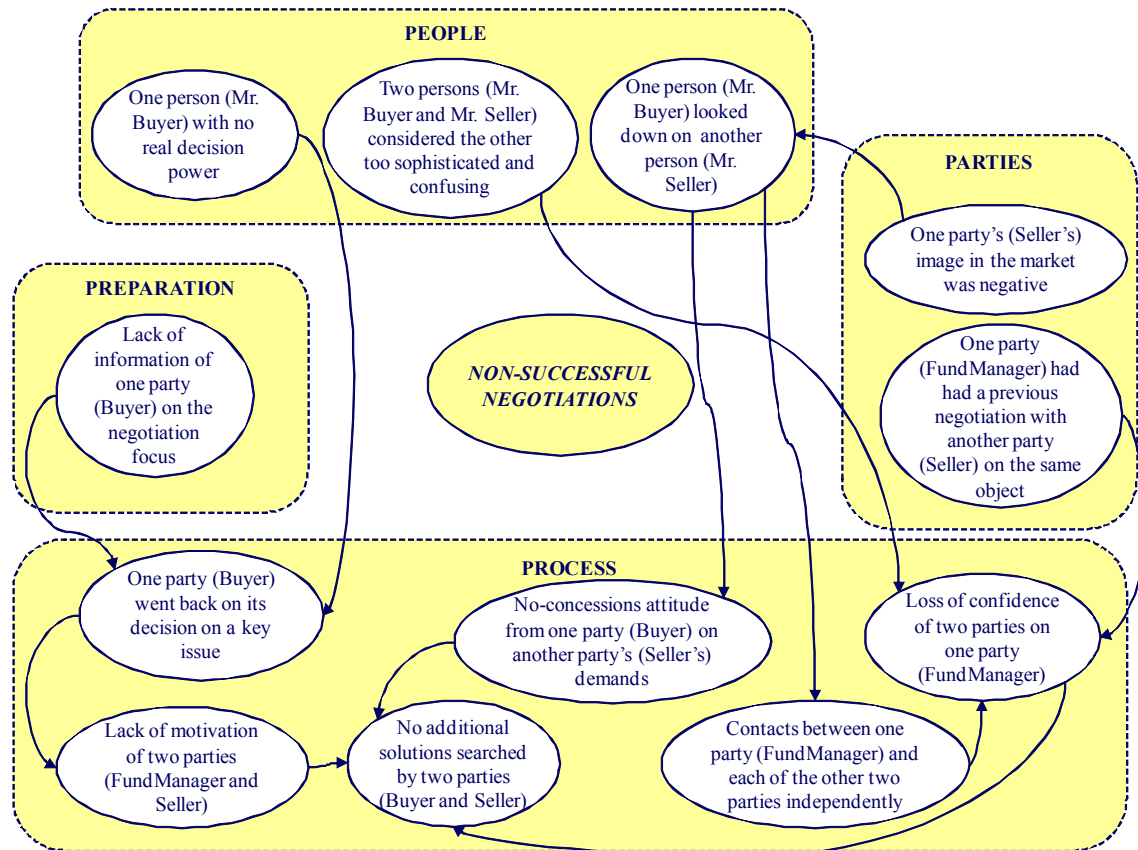 PEOPLE
One person (Mr.
Buyer) with no
real decision
power
Two persons (Mr.
Buyer and Mr. Seller)
considered the other
too sophisticated and
confusing
One person (Mr.
Buyer) looked
down on another
person (Mr.
Seller)
PARTIES
One party's (Seller's)
image in the market
was negative
One party
(FundManager) had
had a previous
negotiation with
another party
(Seller) on the same
object
PREPARATION
Lack of
information of
one party
(Buyer) on the
negotiation
focus
NON-SUCCESSFUL
NEGOTIATIONS
PROCESS
One party (Buyer)
went back on its
decision on a key
issue
No-concessions attitude
from one party (Buyer) on
another party's (Seller's)
demands
Loss of confidence
of two parties on
one party
(FundManager)
Lack of motivation
of two parties
(FundManager and
Seller)
No additional
solutions searched
by two parties
(Buyer and Seller)
Contacts between one
party (FundManager) and
each of the other two
parties independently